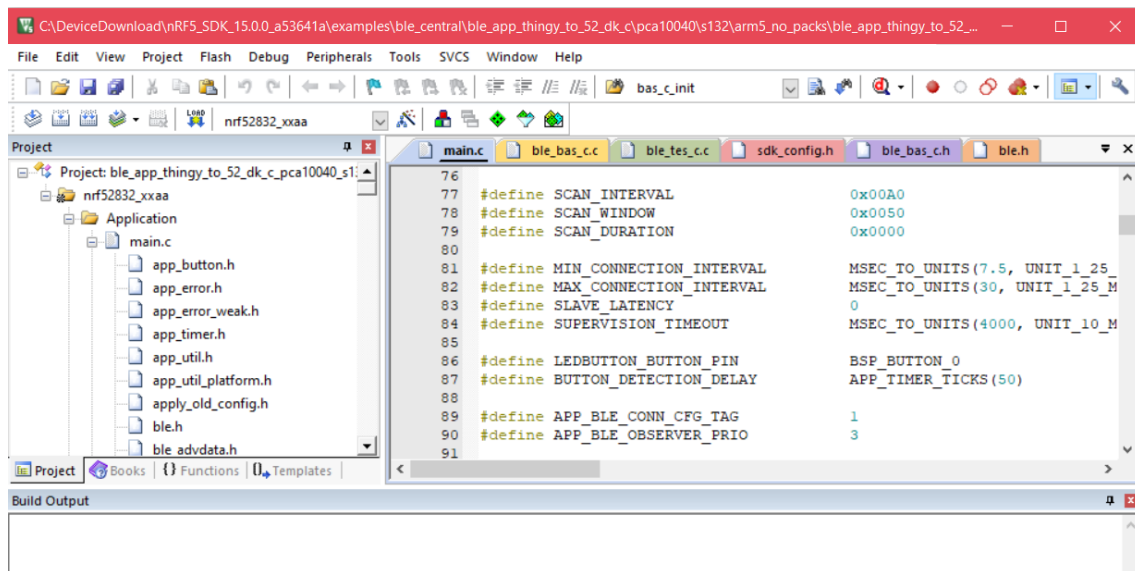 C:\DeviceDownload\nRF5_SDK_15.0.0_a53641a\examples\ble_central\ble_app_thingy_to_52_dk_c\pca10040\s132\arm5_no_packs\ble_app_thingy_to_52_...
File Edit View Project Flash Debug Peripherals Tools SVCS Window Help
bas_c_init
LOAD nrf52832_xxaa
Project
Project: ble_app_thingy_to_52_dk_c_pca10040_s1
nrf52832_xxaa
Application
main.c
app_button.h
app_error.h
app_error_weak.h
app_timer.h
app_util.h
app_util_platform.h
apply_old_config.h
ble.h
ble_advdata.h
Project Books {} Functions Templates
main.c ble_bas_c.c ble_tes_c.c sdk_config.h ble_bas_c.h ble.h
76
77 #define SCAN_INTERVAL 0x00A0
78 #define SCAN_WINDOW 0x0050
79 #define SCAN_DURATION 0x0000
80
81 #define MIN_CONNECTION_INTERVAL MSEC_TO_UNITS(7.5, UNIT_1_25_
82 #define MAX_CONNECTION_INTERVAL MSEC_TO_UNITS(30, UNIT_1_25_M
83 #define SLAVE_LATENCY 0
84 #define SUPERVISION_TIMEOUT MSEC_TO_UNITS(4000, UNIT_10_M
85
86 #define LEDBUTTON_BUTTON_PIN BSP_BUTTON_0
87 #define BUTTON_DETECTION_DELAY APP_TIMER_TICKS(50)
88
89 #define APP_BLE_CONN_CFG_TAG 1
90 #define APP_BLE_OBSERVER_PRIO 3
91
Build Output